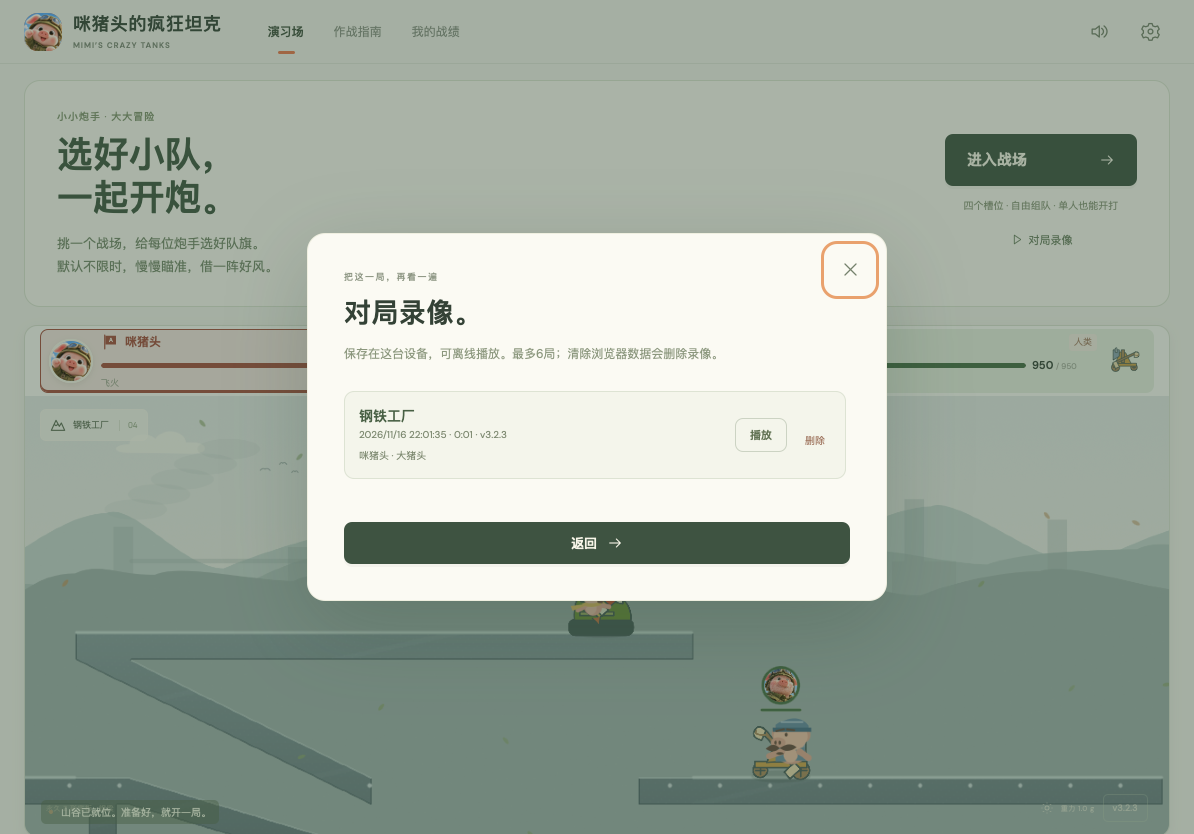 咪猪头的疯狂坦克
MIMI'S CRAZY TANKS
演习场
作战指南
我的战绩
小小炮手 · 大大冒险
选好小队，
一起开炮。
挑一个战场，给每位炮手选好队旗。
默认不限时，慢慢瞄准，借一阵好风。
进入战场
四个槽位 · 自由组队 · 单人也能开打
对局录像
咪猪头
飞火
人类
950 / 950
钢铁工厂 04
把这一局，再看一遍
对局录像。
保存在这台设备，可离线播放。最多6局；清除浏览器数据会删除录像。
钢铁工厂
2026/11/16 22:01:35 · 0:01 · v3.2.3
咪猪头 · 大猪头
播放
删除
返回
山谷已就位。准备好，就开一局。
重力 1.0 g
v3.2.3